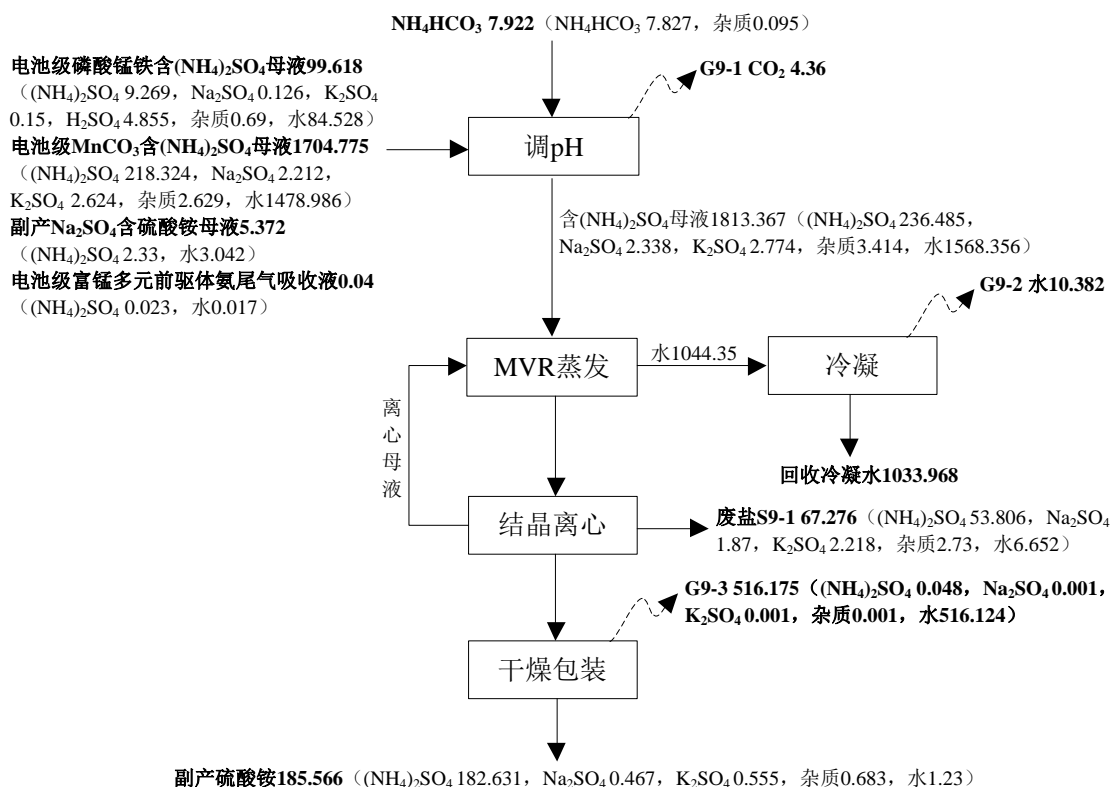 NH₄HCO₃ 7.922（NH₄HCO₃ 7.827，杂质0.095）
电池级磷酸锰铁含(NH₄)₂SO₄母液99.618
（(NH₄)₂SO₄ 9.269，Na₂SO₄ 0.126，K₂SO₄
0.15，H₂SO₄ 4.855，杂质0.69，水84.528）
电池级MnCO₃含(NH₄)₂SO₄母液1704.775
（(NH₄)₂SO₄ 218.324，Na₂SO₄ 2.212，
K₂SO₄ 2.624，杂质2.629，水1478.986）
副产Na₂SO₄含硫酸铵母液5.372
（(NH₄)₂SO₄ 2.33，水3.042）
电池级富锰多元前驱体氨尾气吸收液0.04
（(NH₄)₂SO₄ 0.023，水0.017）
G9-1 CO₂ 4.36
调pH
含(NH₄)₂SO₄母液1813.367（(NH₄)₂SO₄ 236.485，
Na₂SO₄ 2.338，K₂SO₄ 2.774，杂质3.414，水1568.356）
G9-2 水10.382
MVR蒸发
水1044.35
冷凝
离心母液
回收冷凝水1033.968
结晶离心
废盐S9-1 67.276（(NH₄)₂SO₄ 53.806，Na₂SO₄
1.87，K₂SO₄ 2.218，杂质2.73，水6.652）
G9-3 516.175（(NH₄)₂SO₄ 0.048，Na₂SO₄ 0.001，
K₂SO₄ 0.001，杂质0.001，水516.124）
干燥包装
副产硫酸铵185.566（(NH₄)₂SO₄ 182.631，Na₂SO₄ 0.467，K₂SO₄ 0.555，杂质0.683，水1.23）